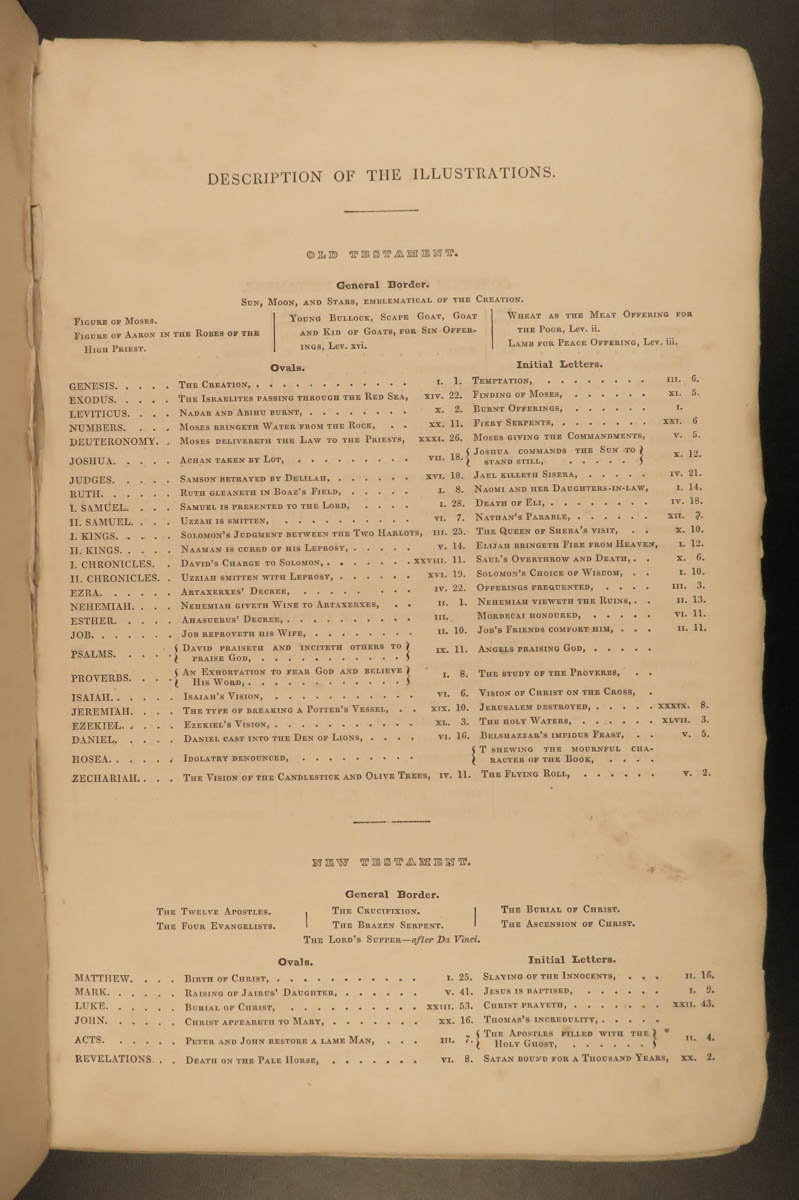 DESCRIPTION OF THE ILLUSTRATIONS.
OLD TESTAMENT.
General Border.
Sun, Moon, and Stars, emblematical of the Creation.
Figure of Moses.
Figure of Aaron in the Robes of the
High Priest.
Young Bullock, Scape Goat, Goat
and Kid of Goats, for Sin Offer-
ings, Lev. xvi.
Wheat as the Meat Offering for
the Poor, Lev. ii.
Lamb for Peace Offering, Lev. iii.
Ovals. Initial Letters.
GENESIS. . . . . The Creation, . . . . . . . . . . . . i. 1. Temptation, . . . . . . . . iii. 6.
EXODUS. . . . . The Israelites passing through the Red Sea, xiv. 22. Finding of Moses, . . . . . . xi. 5.
LEVITICUS. . . . Nadab and Abihu burnt, . . . . . . . . x. 2. Burnt Offerings, . . . . . . i.
NUMBERS. . . . Moses bringeth Water from the Rock, . . xx. 11. Fiery Serpents, . . . . . . . xxi. 6
DEUTERONOMY. . Moses delivereth the Law to the Priests, xxxi. 26. Moses giving the Commandments, v. 5.
JOSHUA. . . . . Achan taken by Lot, . . . . . . . . . vii. 18. { Joshua commands the Sun to }
stand still, . . . . . } x. 12.
JUDGES. . . . . Samson betrayed by Delilah, . . . . . . xvi. 18. Jael killeth Sisera, . . . . . iv. 21.
RUTH. . . . . . Ruth gleaneth in Boaz's Field, . . . . . i. 8. Naomi and her Daughters-in-law, i. 14.
I. SAMUEL. . . . Samuel is presented to the Lord, . . . . i. 28. Death of Eli, . . . . . . . . iv. 18.
II. SAMUEL. . . . Uzzah is smitten, . . . . . . . . . . vi. 7. Nathan's Parable, . . . . . . xii. 7.
I. KINGS. . . . . Solomon's Judgment between the Two Harlots, iii. 25. The Queen of Sheba's visit, . . x. 10.
II. KINGS. . . . . Naaman is cured of his Leprosy, . . . . . v. 14. Elijah bringeth Fire from Heaven, i. 12.
I. CHRONICLES. . David's Charge to Solomon, . . . . . . . xxviii. 11. Saul's Overthrow and Death, . . x. 6.
II. CHRONICLES. . Uzziah smitten with Leprosy, . . . . . . xvi. 19. Solomon's Choice of Wisdom, . . i. 10.
EZRA. . . . . . Artaxerxes' Decree, . . . . . . . . iv. 22. Offerings frequented, . . . . iii. 3.
NEHEMIAH. . . . Nehemiah giveth Wine to Artaxerxes, . . ii. 1. Nehemiah vieweth the Ruins, . . ii. 13.
ESTHER. . . . . Ahasuerus' Decree, . . . . . . . . . . iii. Mordecai honoured, . . . . . vi. 11.
JOB. . . . . . . Job reproveth his Wife, . . . . . . . . ii. 10. Job's Friends comfort him, . . . ii. 11.
PSALMS. . . . . { David praiseth and inciteth others to }
praise God, . . . . . . . . . . . } ix. 11. Angels praising God, . . . . .
PROVERBS. . . . { An Exhortation to fear God and believe }
His Word, . . . . . . . . . . . . } i. 8. The study of the Proverbs, . .
ISAIAH. . . . . . Isaiah's Vision, . . . . . . . . . . . vi. 6. Vision of Christ on the Cross, .
JEREMIAH. . . . The type of breaking a Potter's Vessel, . . xix. 10. Jerusalem destroyed, . . . . . xxxix. 8.
EZEKIEL. . . . . Ezekiel's Vision, . . . . . . . . . . . xl. 3. The holy Waters, . . . . . . xlvii. 3.
DANIEL. . . . . Daniel cast into the Den of Lions, . . . . vi. 16. Belshazzar's impious Feast, . . v. 5.
HOSEA. . . . . . Idolatry denounced, . . . . . . . . . { T shewing the mournful cha-
racter of the Book, . . . .
ZECHARIAH. . . . The Vision of the Candlestick and Olive Trees, iv. 11. The Flying Roll, . . . . . . v. 2.
NEW TESTAMENT.
General Border.
The Twelve Apostles. The Crucifixion. The Burial of Christ.
The Four Evangelists. The Brazen Serpent. The Ascension of Christ.
The Lord's Supper—after Da Vinci.
Ovals. Initial Letters.
MATTHEW. . . . Birth of Christ, . . . . . . . . . . . i. 25. Slaying of the Innocents, . . . ii. 16.
MARK. . . . . . Raising of Jairus' Daughter, . . . . . . v. 41. Jesus is baptised, . . . . . . i. 9.
LUKE. . . . . . Burial of Christ, . . . . . . . . . . xxiii. 53. Christ prayeth, . . . . . . . xxii. 43.
JOHN. . . . . . Christ appeareth to Mary, . . . . . . . xx. 16. Thomas's incredulity, . . . . .
ACTS. . . . . . Peter and John restore a lame Man, . . . iii. 7. { The Apostles filled with the }
Holy Ghost, . . . . . . } ii. 4.
REVELATIONS. . . Death on the Pale Horse, . . . . . . . vi. 8. Satan bound for a Thousand Years, xx. 2.